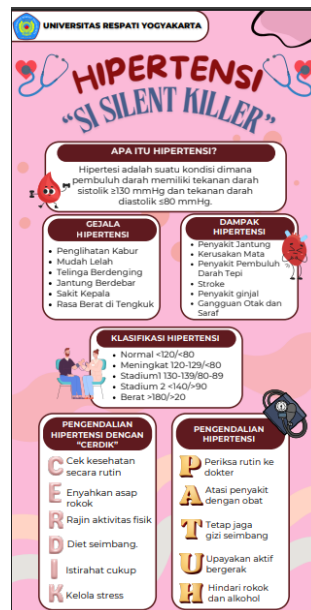 UNIVERSITAS RESPATI YOGYAKARTA
HIPERTENSI
"SI SILENT KILLER"
APA ITU HIPERTENSI?
Hipertesi adalah suatu kondisi dimana
pembuluh darah memiliki tekanan darah
sistolik ≥130 mmHg dan tekanan darah
diastolik ≤80 mmHg.
GEJALA
HIPERTENSI
Penglihatan Kabur
Mudah Lelah
Telinga Berdenging
Jantung Berdebar
Sakit Kepala
Rasa Berat di Tengkuk
DAMPAK
HIPERTENSI
Penyakit Jantung
Kerusakan Mata
Penyakit Pembuluh
Darah Tepi
Stroke
Penyakit ginjal
Gangguan Otak dan
Saraf
KLASIFIKASI HIPERTENSI
Normal <120/<80
Meningkat 120-129/<80
Stadium1 130-139/80-89
Stadium 2 <140/>90
Berat >180/>20
PENGENDALIAN
HIPERTENSI DENGAN
"CERDIK"
C Cek kesehatan
secara rutin
E Enyahkan asap
rokok
R Rajin aktivitas fisik
D Diet seimbang.
I Istirahat cukup
K Kelola stress
PENGENDALIAN
HIPERTENSI
P Periksa rutin ke
dokter
A Atasi penyakit
dengan obat
T Tetap jaga
gizi seimbang
U Upayakan aktif
bergerak
H Hindari rokok
dan alkohol